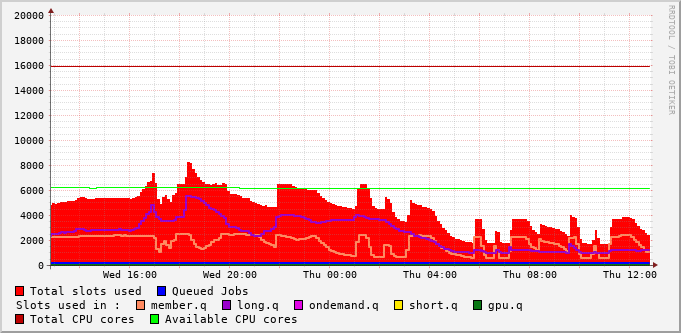 20000
18000
16000
14000
12000
10000
8000
6000
4000
2000
0
Wed 16:00 Wed 20:00 Thu 00:00 Thu 04:00 Thu 08:00 Thu 12:00
RRDTOOL / TOBI OETIKER
Total slots used Queued Jobs
Slots used in : member.q long.q ondemand.q short.q gpu.q
Total CPU cores Available CPU cores